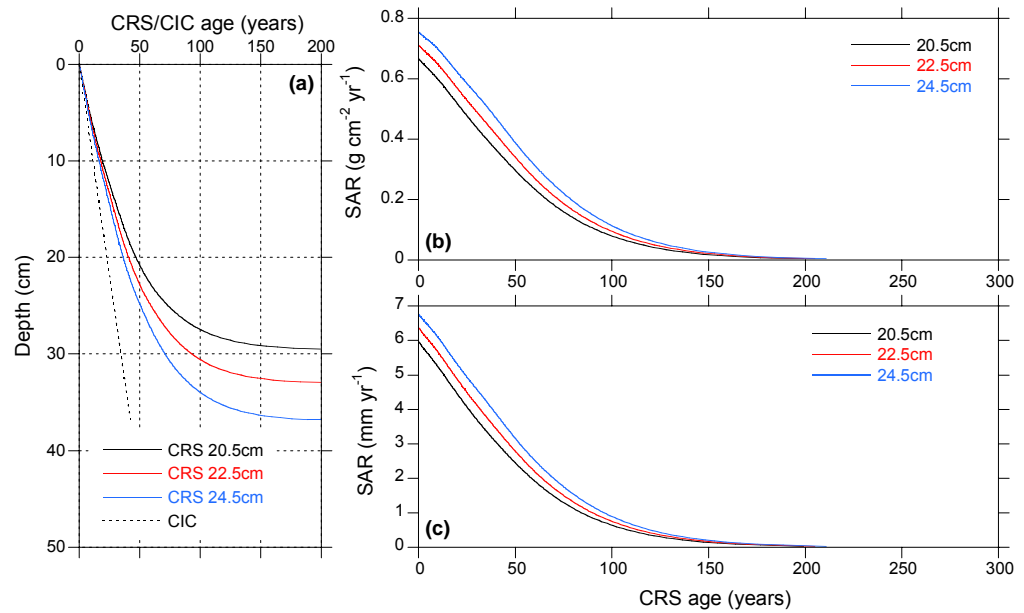 CRS/CIC age (years)
0 50 100 150 200
(a)
0
10
20
30
40
50
Depth (cm)
CRS 20.5cm
CRS 22.5cm
CRS 24.5cm
CIC
0.8
0.6
0.4
0.2
0
SAR (g cm⁻² yr⁻¹)
20.5cm
22.5cm
24.5cm
(b)
0 50 100 150 200 250 300
7
6
5
4
3
2
1
0
SAR (mm yr⁻¹)
20.5cm
22.5cm
24.5cm
(c)
0 50 100 150 200 250 300
CRS age (years)